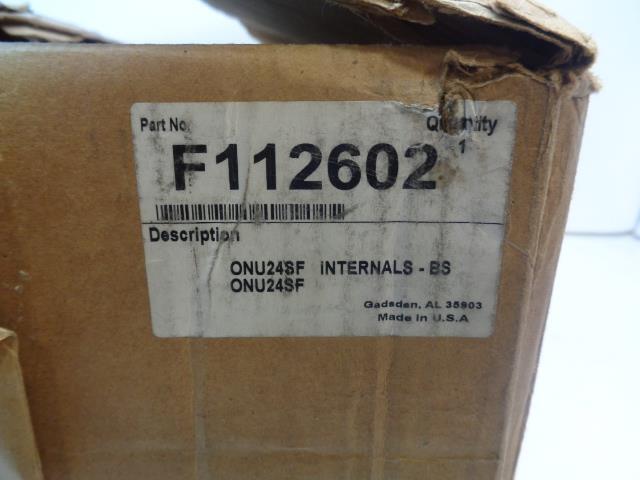 Part No. Quantity
F112602 1
Description
ONU24SF INTERNALS - BS
ONU24SF
Gadsden, AL 35903
Made in U.S.A